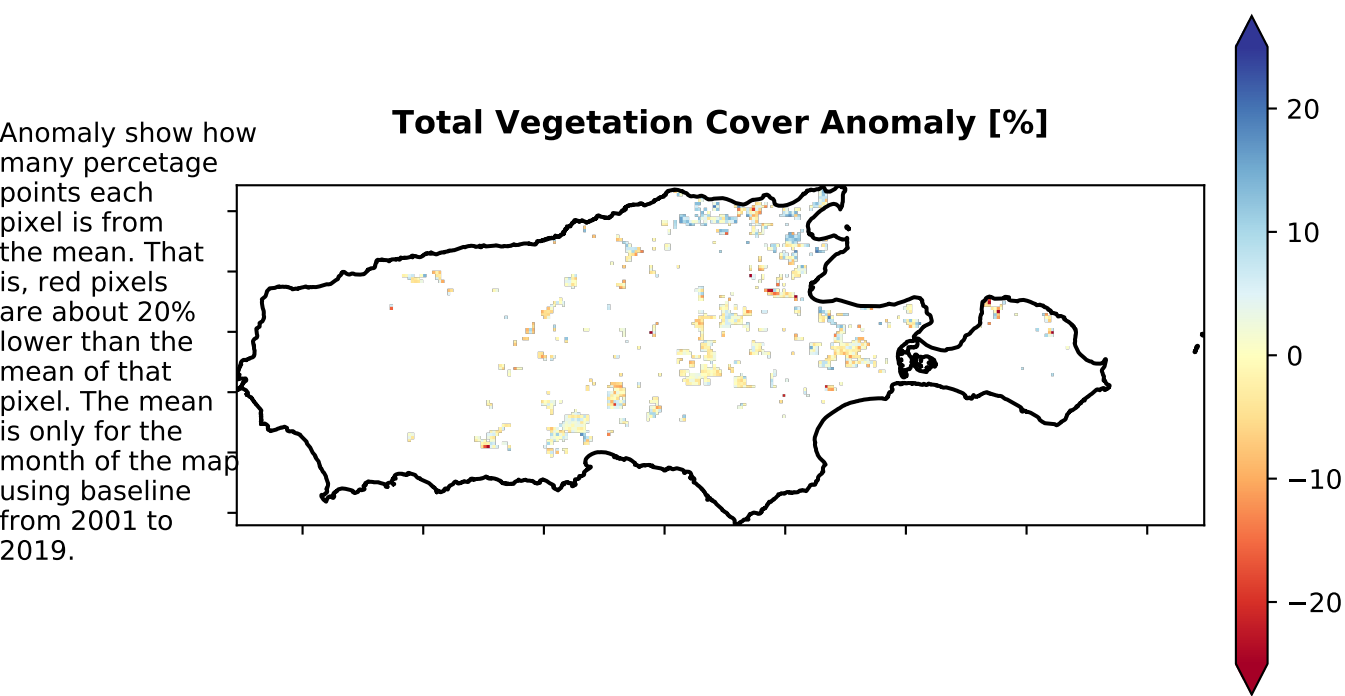 Total Vegetation Cover Anomaly [%]
Anomaly show how
many percetage
points each
pixel is from
the mean. That
is, red pixels
are about 20%
lower than the
mean of that
pixel. The mean
is only for the
month of the map
using baseline
from 2001 to
2019.
20
10
0
−10
−20